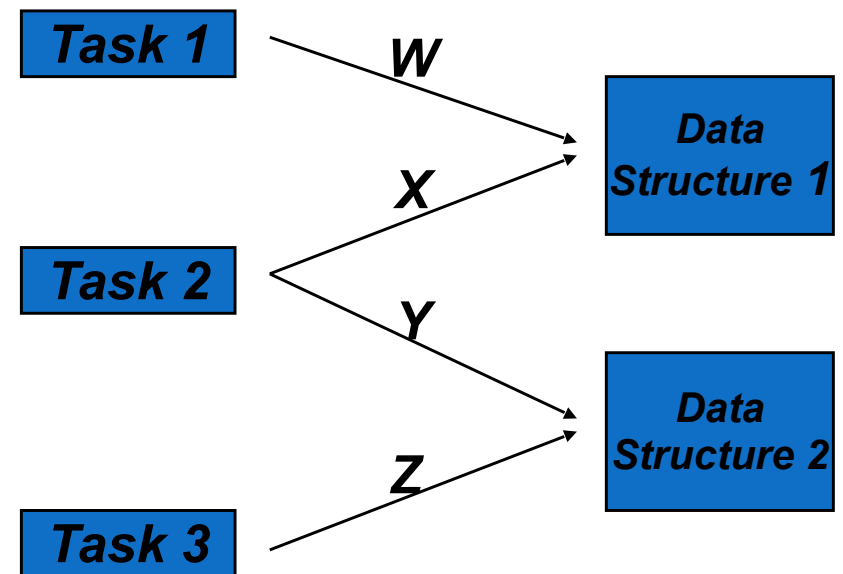 Task 1
W
Data
Structure 1
X
Task 2
Y
Data
Structure 2
Z
Task 3